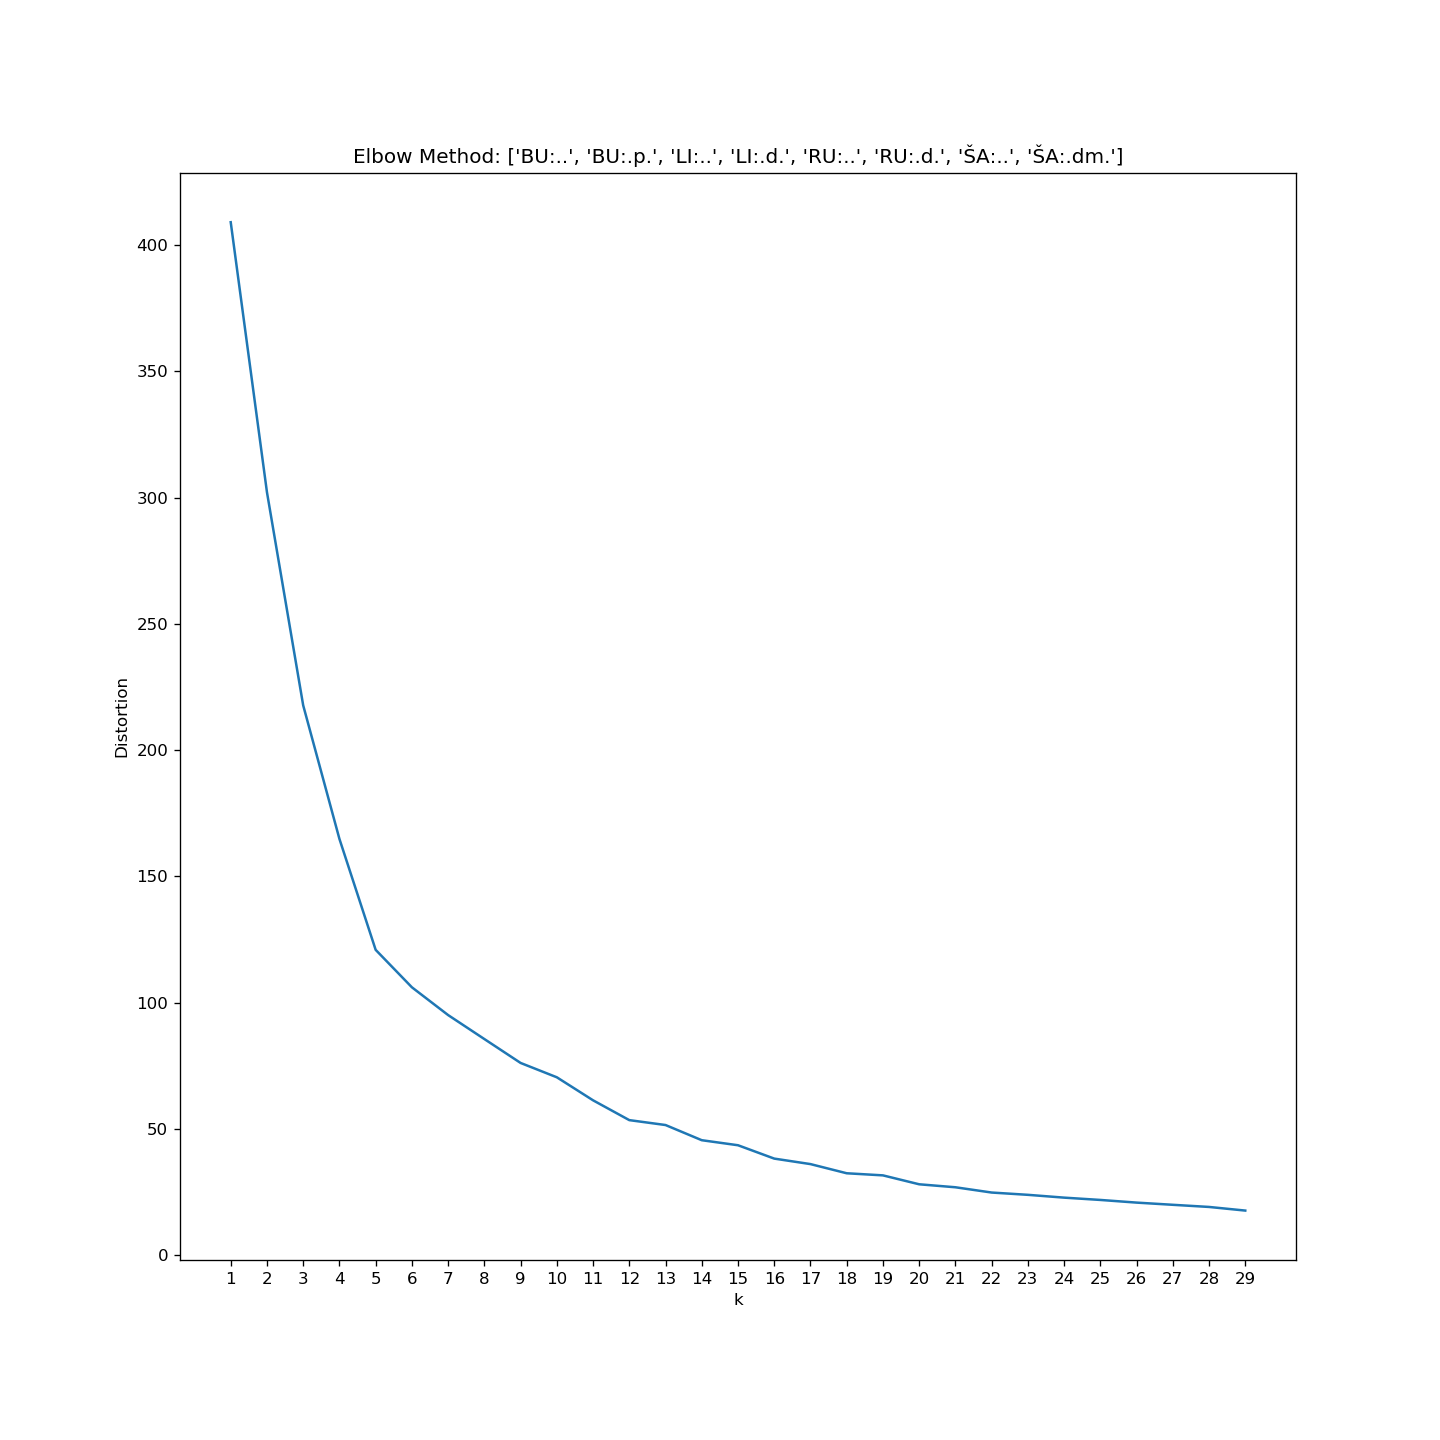 Elbow Method: ['BU:..', 'BU:.p.', 'LI:..', 'LI:.d.', 'RU:..', 'RU:.d.', 'ŠA:..', 'ŠA:.dm.']
400
350
300
250
200
150
100
50
0
Distortion
1 2 3 4 5 6 7 8 9 10 11 12 13 14 15 16 17 18 19 20 21 22 23 24 25 26 27 28 29
k